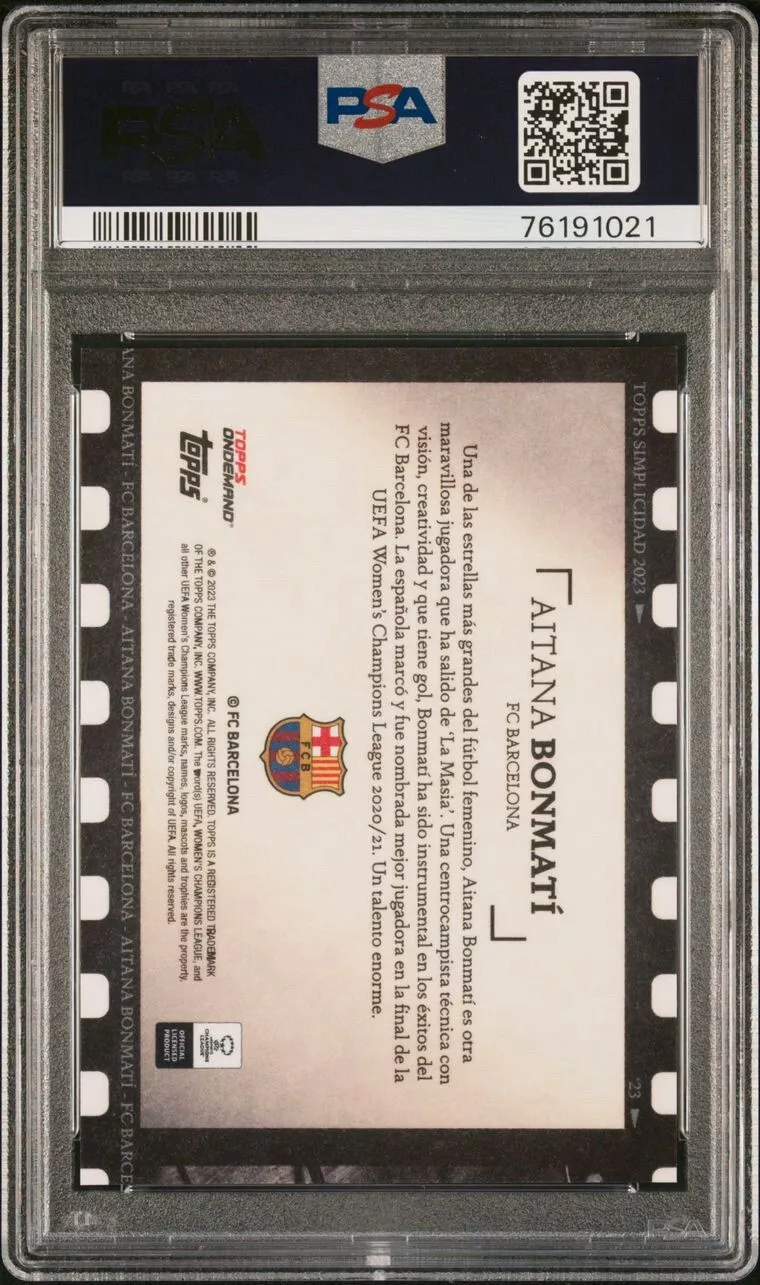 PSA
76191021
TOPPS SIMPLICIDAD 2023
'23
AITANA BONMATÍ
FC BARCELONA
Una de las estrellas más grandes del fútbol femenino, Aitana Bonmatí es otra
maravillosa jugadora que ha salido de 'La Masia'. Una centrocampista técnica con
visión, creatividad y que tiene gol, Bonmatí ha sido instrumental en los éxitos del
FC Barcelona. La española marcó y fue nombrada mejor jugadora en la final de la
UEFA Women's Champions League 2020/21. Un talento enorme.
FCB
© FC BARCELONA
TOPPS
ONDEMAND
topps®
® & © 2023 THE TOPPS COMPANY, INC. ALL RIGHTS RESERVED. TOPPS IS A REGISTERED TRADEMARK
OF THE TOPPS COMPANY, INC. WWW.TOPPS.COM. The word(s) UEFA, WOMEN'S CHAMPIONS LEAGUE, and
all other UEFA Women's Champions League marks, names, logos, mascots and trophies are the property,
registered trade marks, designs and/or copyright of UEFA. All rights reserved.
CHAMPIONS
LEAGUE
OFFICIAL
LICENSED
PRODUCT
ANA BONMATÍ - FC BARCELONA - AITANA BONMATÍ - FC BARCELONA - AITANA BONMATÍ - FC BARCE
PSA